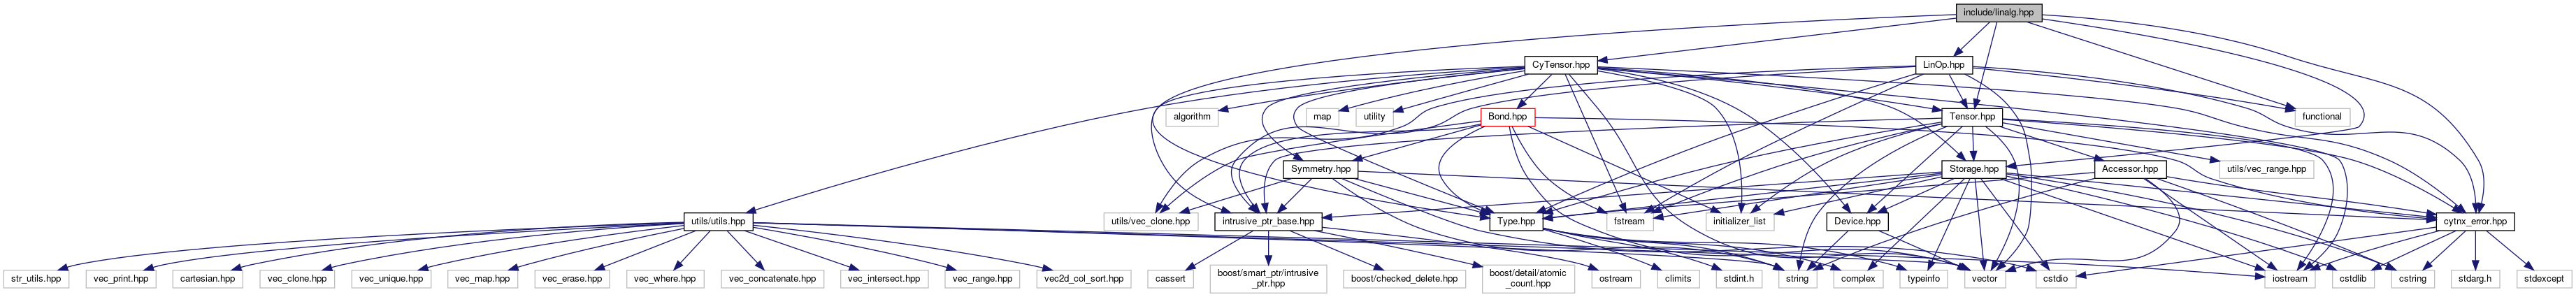 include/linalg.hpp
CyTensor.hpp
LinOp.hpp
algorithm
map
utility
Bond.hpp
Tensor.hpp
functional
Symmetry.hpp
Storage.hpp
Accessor.hpp
utils/vec_range.hpp
utils/utils.hpp
utils/vec_clone.hpp
intrusive_ptr_base.hpp
Type.hpp
fstream
initializer_list
Device.hpp
cytnx_error.hpp
str_utils.hpp
vec_print.hpp
cartesian.hpp
vec_clone.hpp
vec_unique.hpp
vec_map.hpp
vec_erase.hpp
vec_where.hpp
vec_concatenate.hpp
vec_intersect.hpp
vec_range.hpp
vec2d_col_sort.hpp
cassert
boost/smart_ptr/intrusive
_ptr.hpp
boost/checked_delete.hpp
boost/detail/atomic
_count.hpp
ostream
climits
stdint.h
string
complex
typeinfo
vector
cstdio
iostream
cstdlib
cstring
stdarg.h
stdexcept